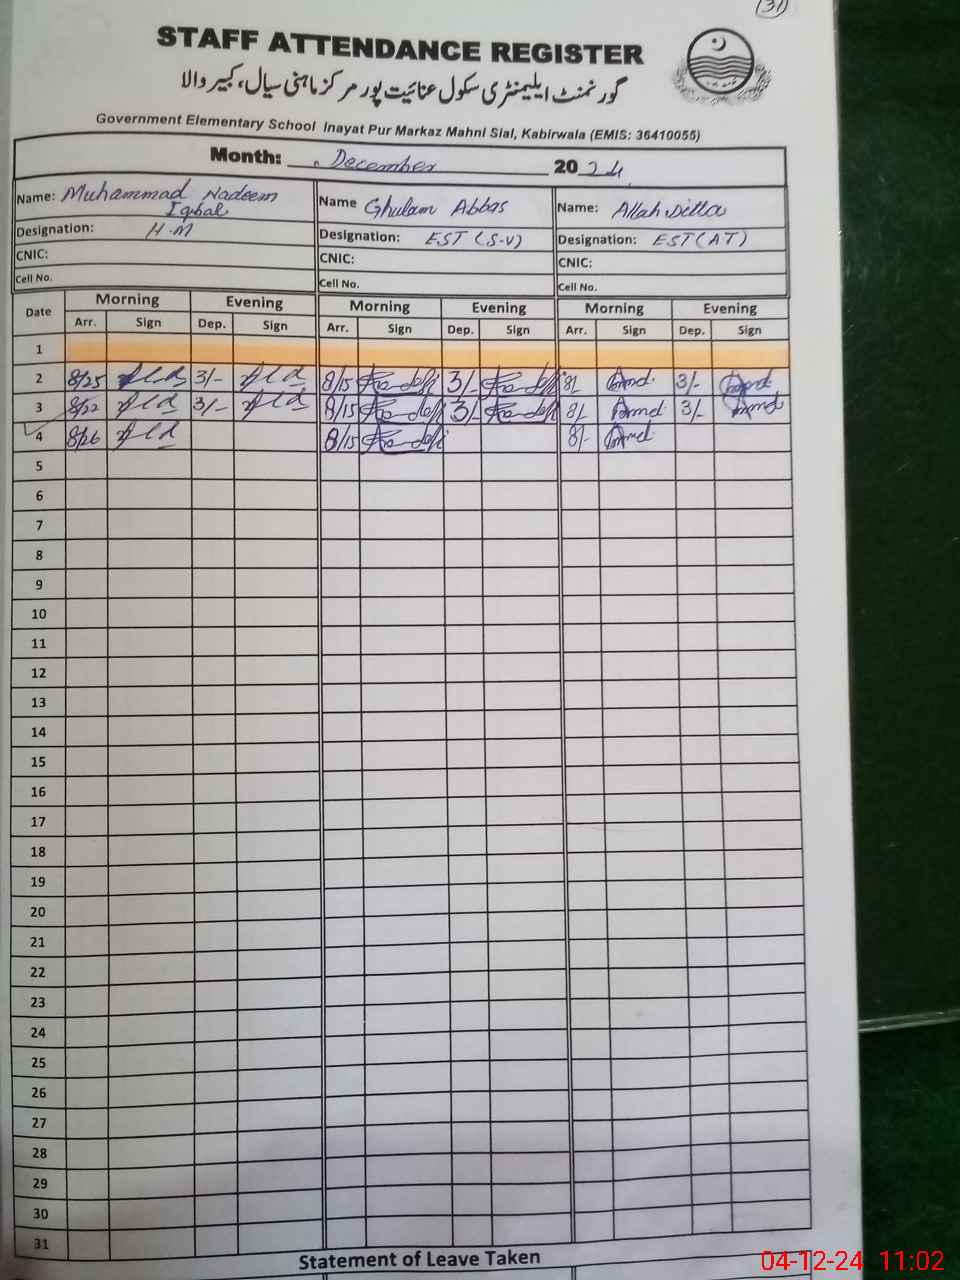 (31)
STAFF ATTENDANCE REGISTER
گورنمنٹ ایلیمنٹری سکول عنائیت پور مرکز ماہنی سیال، کبیر والا
Government Elementary School Inayat Pur Markaz Mahni Sial, Kabirwala (EMIS: 36410055)
Month: December 2024
Name: Muhammad Nadeem Iqbal Name Ghulam Abbas Name: Allah Ditta
Designation: H.M Designation: EST (S-V) Designation: EST (AT)
CNIC: CNIC: CNIC:
Cell No. Cell No. Cell No.
Date Morning Evening Morning Evening Morning Evening
Arr. Sign Dep. Sign Arr. Sign Dep. Sign Arr. Sign Dep. Sign
1
2 8/25 3/- 8/15 3/- 8/- 3/-
3 8/32 3/- 8/15 3/- 8/- 3/-
4 8/26 8/15 8/-
5
6
7
8
9
10
11
12
13
14
15
16
17
18
19
20
21
22
23
24
25
26
27
28
29
30
31
Statement of Leave Taken
04-12-24 11:02